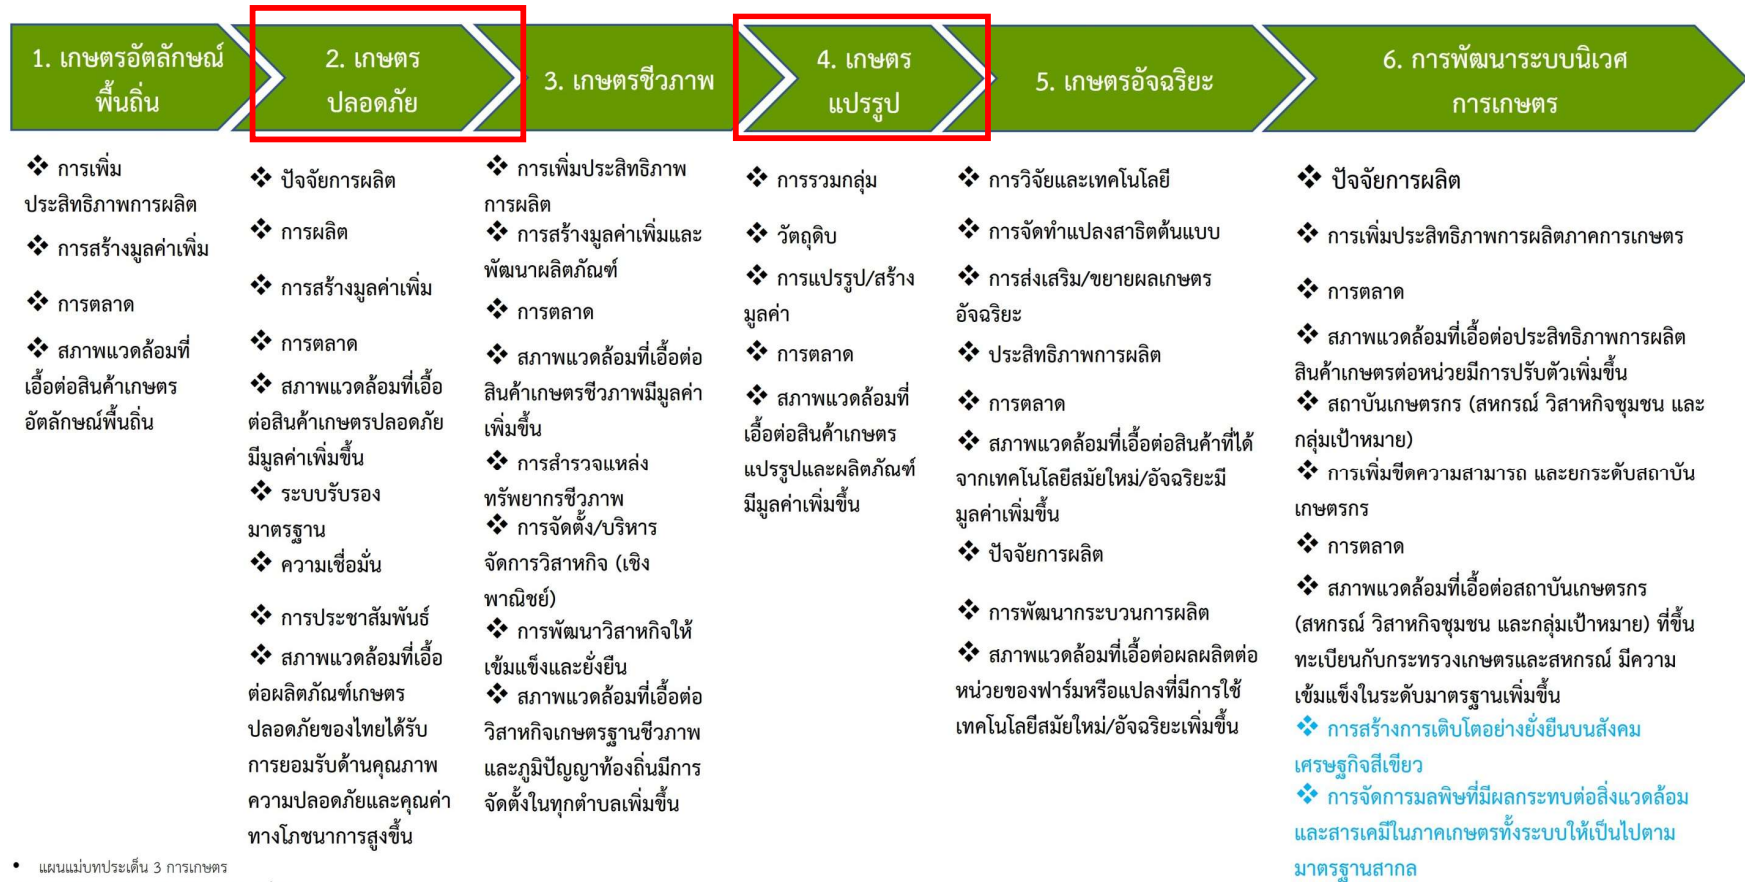 1. เกษตรอัตลักษณ์
พื้นถิ่น
2. เกษตร
ปลอดภัย
3. เกษตรชีวภาพ
4. เกษตร
แปรรูป
5. เกษตรอัจฉริยะ
6. การพัฒนาระบบนิเวศ
การเกษตร
❖ การเพิ่ม
ประสิทธิภาพการผลิต
❖ การสร้างมูลค่าเพิ่ม
❖ การตลาด
❖ สภาพแวดล้อมที่
เอื้อต่อสินค้าเกษตร
อัตลักษณ์พื้นถิ่น
❖ ปัจจัยการผลิต
❖ การผลิต
❖ การสร้างมูลค่าเพิ่ม
❖ การตลาด
❖ สภาพแวดล้อมที่เอื้อ
ต่อสินค้าเกษตรปลอดภัย
มีมูลค่าเพิ่มขึ้น
❖ ระบบรับรอง
มาตรฐาน
❖ ความเชื่อมั่น
❖ การประชาสัมพันธ์
❖ สภาพแวดล้อมที่เอื้อ
ต่อผลิตภัณฑ์เกษตร
ปลอดภัยของไทยได้รับ
การยอมรับด้านคุณภาพ
ความปลอดภัยและคุณค่า
ทางโภชนาการสูงขึ้น
❖ การเพิ่มประสิทธิภาพ
การผลิต
❖ การสร้างมูลค่าเพิ่มและ
พัฒนาผลิตภัณฑ์
❖ การตลาด
❖ สภาพแวดล้อมที่เอื้อต่อ
สินค้าเกษตรชีวภาพมีมูลค่า
เพิ่มขึ้น
❖ การสำรวจแหล่ง
ทรัพยากรชีวภาพ
❖ การจัดตั้ง/บริหาร
จัดการวิสาหกิจ (เชิง
พาณิชย์)
❖ การพัฒนาวิสาหกิจให้
เข้มแข็งและยั่งยืน
❖ สภาพแวดล้อมที่เอื้อต่อ
วิสาหกิจเกษตรฐานชีวภาพ
และภูมิปัญญาท้องถิ่นมีการ
จัดตั้งในทุกตำบลเพิ่มขึ้น
❖ การรวมกลุ่ม
❖ วัตถุดิบ
❖ การแปรรูป/สร้าง
มูลค่า
❖ การตลาด
❖ สภาพแวดล้อมที่
เอื้อต่อสินค้าเกษตร
แปรรูปและผลิตภัณฑ์
มีมูลค่าเพิ่มขึ้น
❖ การวิจัยและเทคโนโลยี
❖ การจัดทำแปลงสาธิตต้นแบบ
❖ การส่งเสริม/ขยายผลเกษตร
อัจฉริยะ
❖ ประสิทธิภาพการผลิต
❖ การตลาด
❖ สภาพแวดล้อมที่เอื้อต่อสินค้าที่ได้
จากเทคโนโลยีสมัยใหม่/อัจฉริยะมี
มูลค่าเพิ่มขึ้น
❖ ปัจจัยการผลิต
❖ การพัฒนากระบวนการผลิต
❖ สภาพแวดล้อมที่เอื้อต่อผลผลิตต่อ
หน่วยของฟาร์มหรือแปลงที่มีการใช้
เทคโนโลยีสมัยใหม่/อัจฉริยะเพิ่มขึ้น
❖ ปัจจัยการผลิต
❖ การเพิ่มประสิทธิภาพการผลิตภาคการเกษตร
❖ การตลาด
❖ สภาพแวดล้อมที่เอื้อต่อประสิทธิภาพการผลิต
สินค้าเกษตรต่อหน่วยมีการปรับตัวเพิ่มขึ้น
❖ สถาบันเกษตรกร (สหกรณ์ วิสาหกิจชุมชน และ
กลุ่มเป้าหมาย)
❖ การเพิ่มขีดความสามารถ และยกระดับสถาบัน
เกษตรกร
❖ การตลาด
❖ สภาพแวดล้อมที่เอื้อต่อสถาบันเกษตรกร
(สหกรณ์ วิสาหกิจชุมชน และกลุ่มเป้าหมาย) ที่ขึ้น
ทะเบียนกับกระทรวงเกษตรและสหกรณ์ มีความ
เข้มแข็งในระดับมาตรฐานเพิ่มขึ้น
❖ การสร้างการเติบโตอย่างยั่งยืนบนสังคม
เศรษฐกิจสีเขียว
❖ การจัดการมลพิษที่มีผลกระทบต่อสิ่งแวดล้อม
และสารเคมีในภาคเกษตรทั้งระบบให้เป็นไปตาม
มาตรฐานสากล
• แผนแม่บทประเด็น 3 การเกษตร